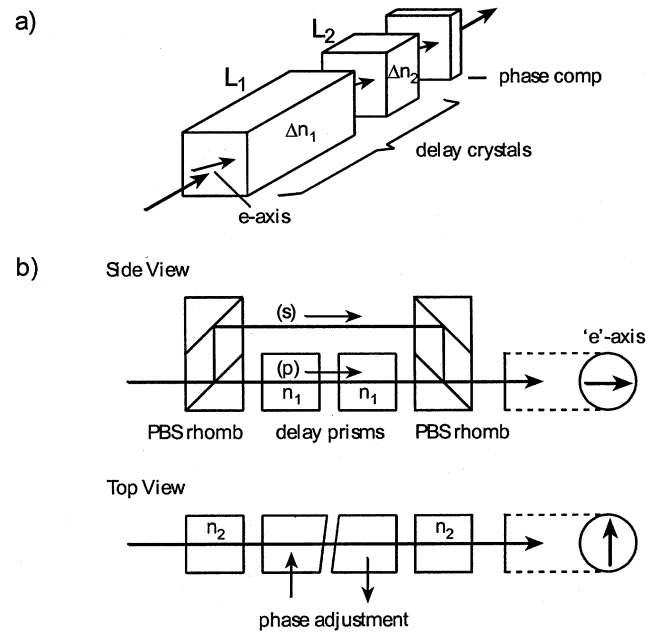 a)
L1
L2
Δn1
Δn2
phase comp
delay crystals
e-axis
b)
Side View
(s)
'e'-axis
(p)
n1
n1
PBS rhomb
delay prisms
PBS rhomb
Top View
n2
n2
phase adjustment